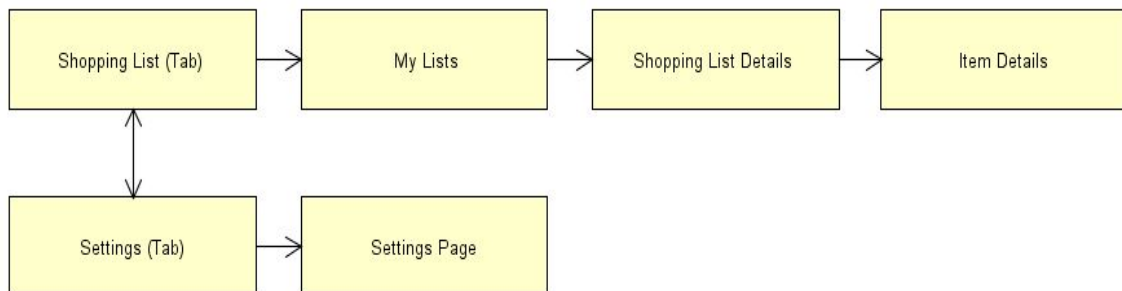 Shopping List (Tab)
My Lists
Shopping List Details
Item Details
Settings (Tab)
Settings Page